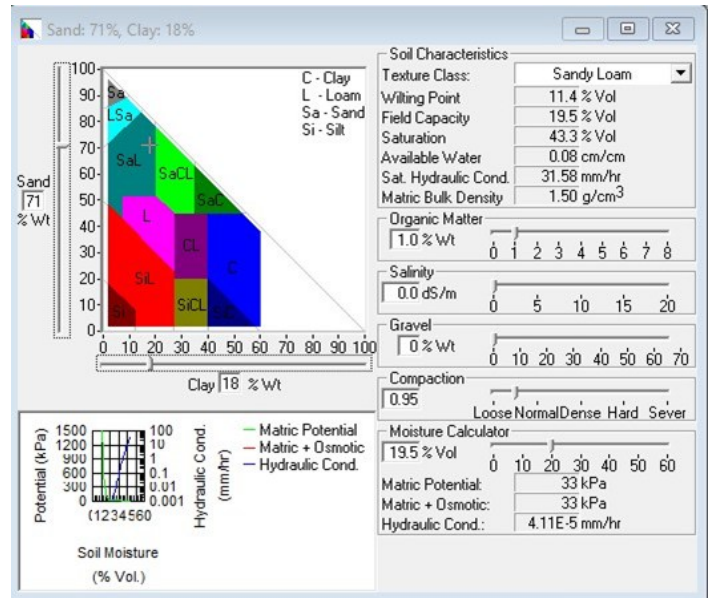 Sand: 71%, Clay: 18%
C - Clay
L - Loam
Sa - Sand
Si - Silt
100
90
80
70
60
50
40
30
20
10
0
Sa
LSa
SaL
SaCL
SaC
L
CL
C
SiL
SiCL
SiC
Si
0 10 20 30 40 50 60 70 80 90 100
Sand
71
% Wt
Clay 18 % Wt
Soil Characteristics
Texture Class: Sandy Loam
Wilting Point 11.4 % Vol
Field Capacity 19.5 % Vol
Saturation 43.3 % Vol
Available Water 0.08 cm/cm
Sat. Hydraulic Cond. 31.58 mm/hr
Matric Bulk Density 1.50 g/cm3
Organic Matter
1.0 % Wt
0 1 2 3 4 5 6 7 8
Salinity
0.0 dS/m
0 5 10 15 20
Gravel
0 % Wt
0 10 20 30 40 50 60 70
Compaction
0.95
Loose Normal Dense Hard Sever
Moisture Calculator
19.5 % Vol
0 10 20 30 40 50 60
Matric Potential: 33 kPa
Matric + Osmotic: 33 kPa
Hydraulic Cond.: 4.11E-5 mm/hr
Potential (kPa)
1500
1200
900
600
300
0
100
10
1
0.1
0.01
0.001
Hydraulic Cond.
(mm/hr)
(1234560
Soil Moisture
(% Vol.)
Matric Potential
Matric + Osmotic
Hydraulic Cond.